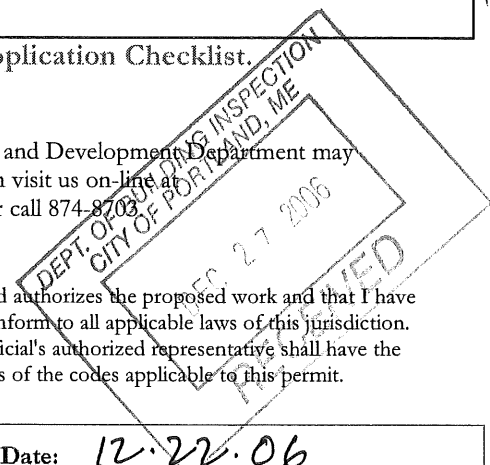 plication Checklist.
and Development Department may
visit us on-line at
call 874-8703.
DEPT. OF BUILDING INSPECTION
CITY OF PORTLAND, ME
DEC 27 2006
RECEIVED
authorizes the proposed work and that I have
nform to all applicable laws of this jurisdiction.
icial's authorized representative shall have the
of the codes applicable to this permit.
Date: 12.22.06